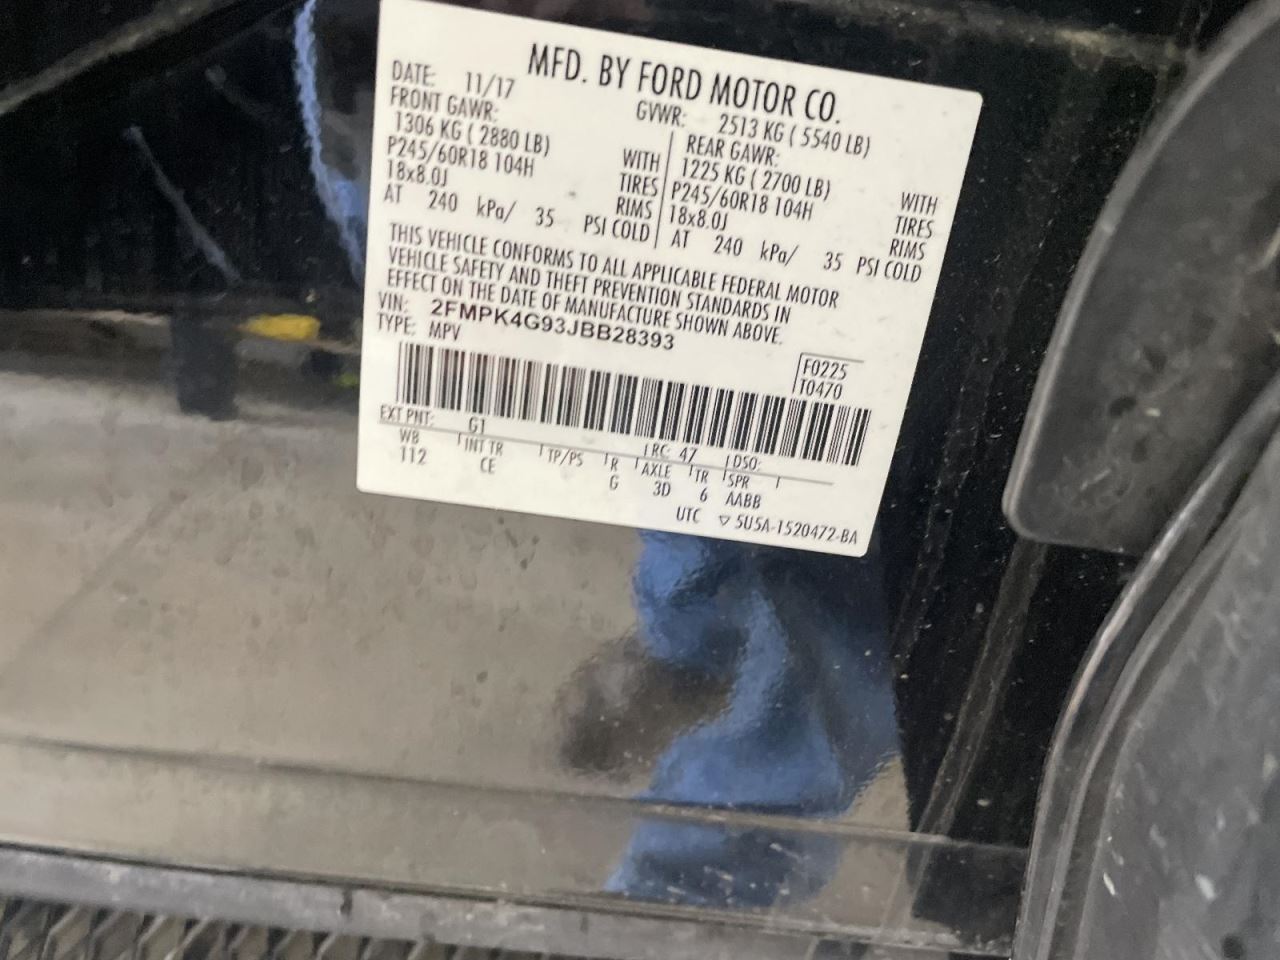 MFD. BY FORD MOTOR CO.
DATE: 11/17 GVWR: 2513 KG ( 5540 LB)
FRONT GAWR: REAR GAWR:
1306 KG ( 2880 LB) WITH 1225 KG ( 2700 LB) WITH
P245/60R18 104H TIRES P245/60R18 104H TIRES
18x8.0J RIMS 18x8.0J RIMS
AT 240 kPa/ 35 PSI COLD AT 240 kPa/ 35 PSI COLD
THIS VEHICLE CONFORMS TO ALL APPLICABLE FEDERAL MOTOR
VEHICLE SAFETY AND THEFT PREVENTION STANDARDS IN
EFFECT ON THE DATE OF MANUFACTURE SHOWN ABOVE.
VIN: 2FMPK4G93JBB28393
TYPE: MPV
F0225
T0470
EXT PNT: G1 RC: 47 DSO:
WB INT TR TP/PS R AXLE TR SPR
112 CE G 3D 6 AABB
UTC ▽ 5U5A-1520472-BA